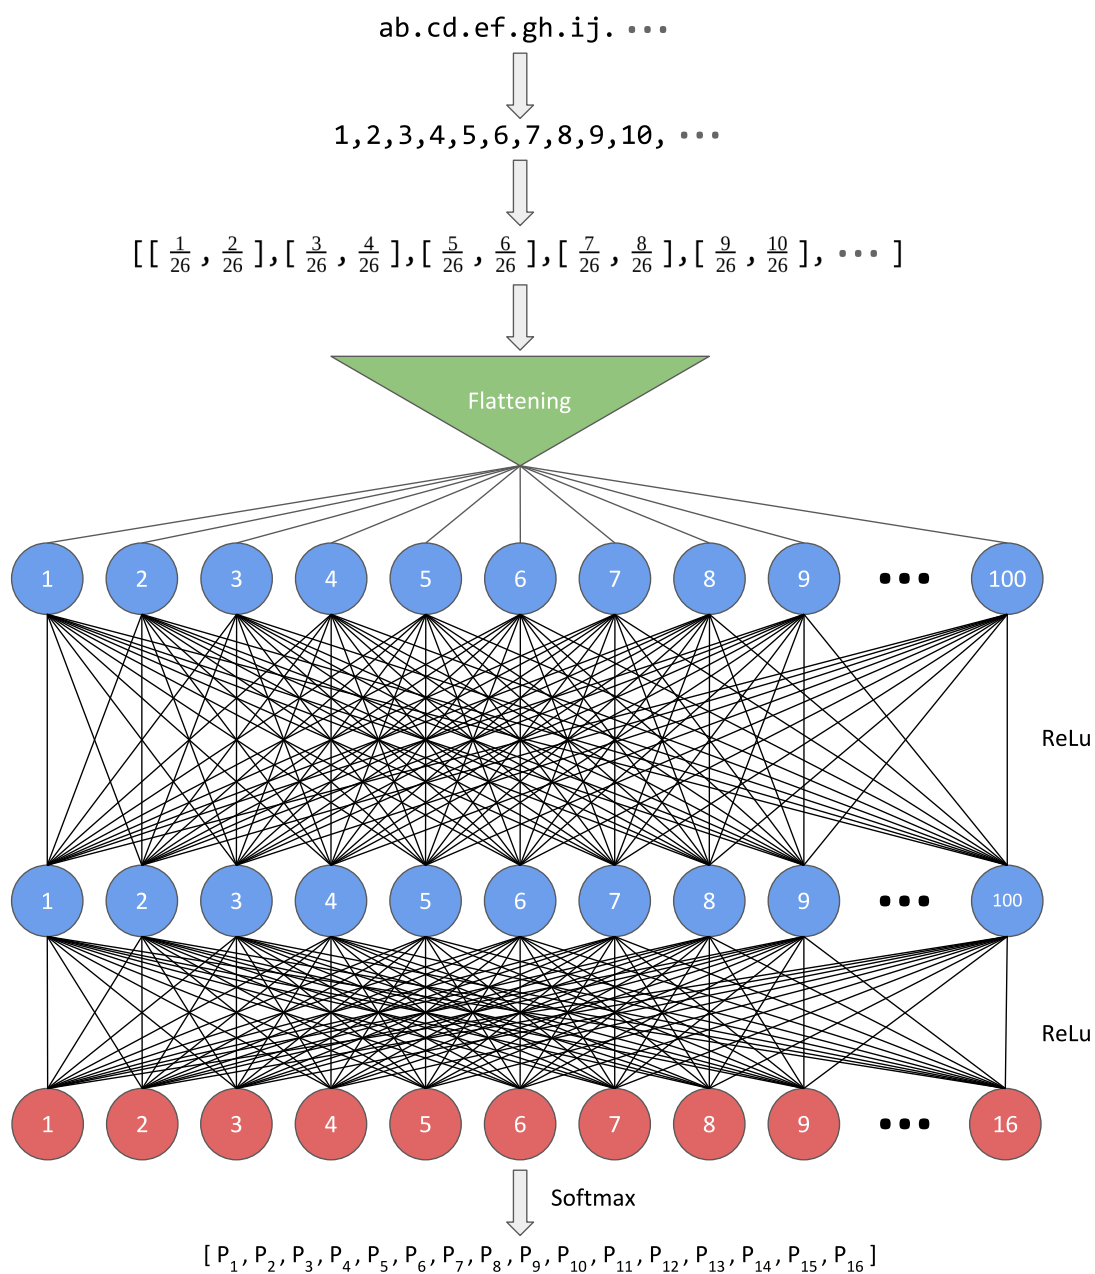 ab.cd.ef.gh.ij. ...
1,2,3,4,5,6,7,8,9,10, ...
[[ 1/26 , 2/26 ],[ 3/26 , 4/26 ],[ 5/26 , 6/26 ],[ 7/26 , 8/26 ],[ 9/26 , 10/26 ], ... ]
Flattening
1 2 3 4 5 6 7 8 9 ... 100
ReLu
1 2 3 4 5 6 7 8 9 ... 100
ReLu
1 2 3 4 5 6 7 8 9 ... 16
Softmax
[ P₁, P₂, P₃, P₄, P₅, P₆, P₇, P₈, P₉, P₁₀, P₁₁, P₁₂, P₁₃, P₁₄, P₁₅, P₁₆ ]